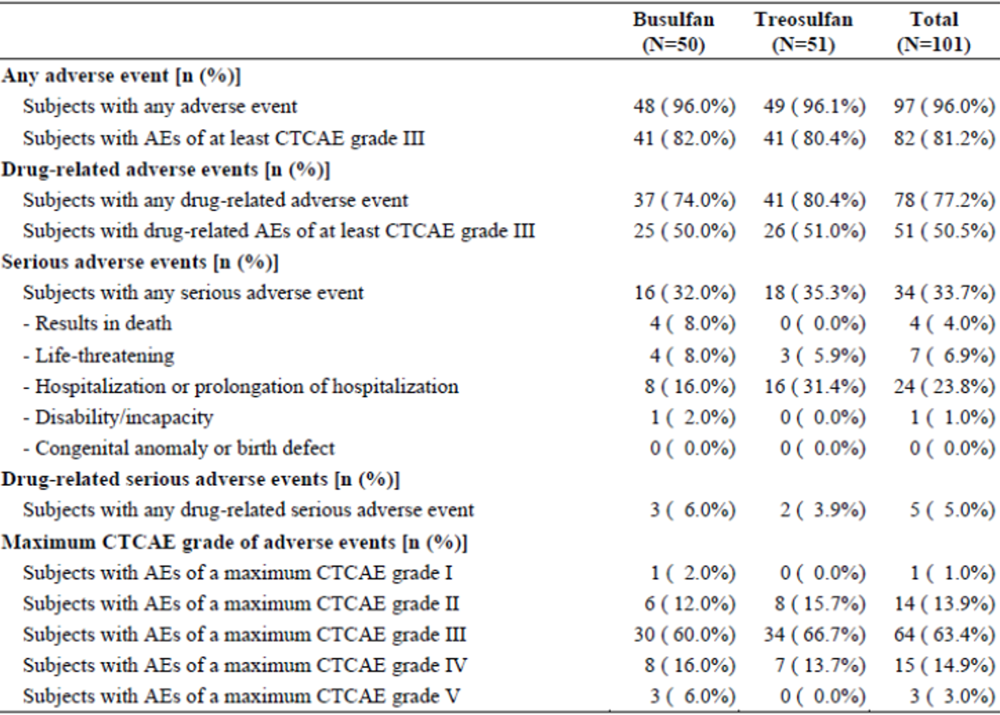 Busulfan Treosulfan Total
(N=50) (N=51) (N=101)
Any adverse event [n (%)]
Subjects with any adverse event 48 ( 96.0%) 49 ( 96.1%) 97 ( 96.0%)
Subjects with AEs of at least CTCAE grade III 41 ( 82.0%) 41 ( 80.4%) 82 ( 81.2%)
Drug-related adverse events [n (%)]
Subjects with any drug-related adverse event 37 ( 74.0%) 41 ( 80.4%) 78 ( 77.2%)
Subjects with drug-related AEs of at least CTCAE grade III 25 ( 50.0%) 26 ( 51.0%) 51 ( 50.5%)
Serious adverse events [n (%)]
Subjects with any serious adverse event 16 ( 32.0%) 18 ( 35.3%) 34 ( 33.7%)
- Results in death 4 ( 8.0%) 0 ( 0.0%) 4 ( 4.0%)
- Life-threatening 4 ( 8.0%) 3 ( 5.9%) 7 ( 6.9%)
- Hospitalization or prolongation of hospitalization 8 ( 16.0%) 16 ( 31.4%) 24 ( 23.8%)
- Disability/incapacity 1 ( 2.0%) 0 ( 0.0%) 1 ( 1.0%)
- Congenital anomaly or birth defect 0 ( 0.0%) 0 ( 0.0%) 0 ( 0.0%)
Drug-related serious adverse events [n (%)]
Subjects with any drug-related serious adverse event 3 ( 6.0%) 2 ( 3.9%) 5 ( 5.0%)
Maximum CTCAE grade of adverse events [n (%)]
Subjects with AEs of a maximum CTCAE grade I 1 ( 2.0%) 0 ( 0.0%) 1 ( 1.0%)
Subjects with AEs of a maximum CTCAE grade II 6 ( 12.0%) 8 ( 15.7%) 14 ( 13.9%)
Subjects with AEs of a maximum CTCAE grade III 30 ( 60.0%) 34 ( 66.7%) 64 ( 63.4%)
Subjects with AEs of a maximum CTCAE grade IV 8 ( 16.0%) 7 ( 13.7%) 15 ( 14.9%)
Subjects with AEs of a maximum CTCAE grade V 3 ( 6.0%) 0 ( 0.0%) 3 ( 3.0%)